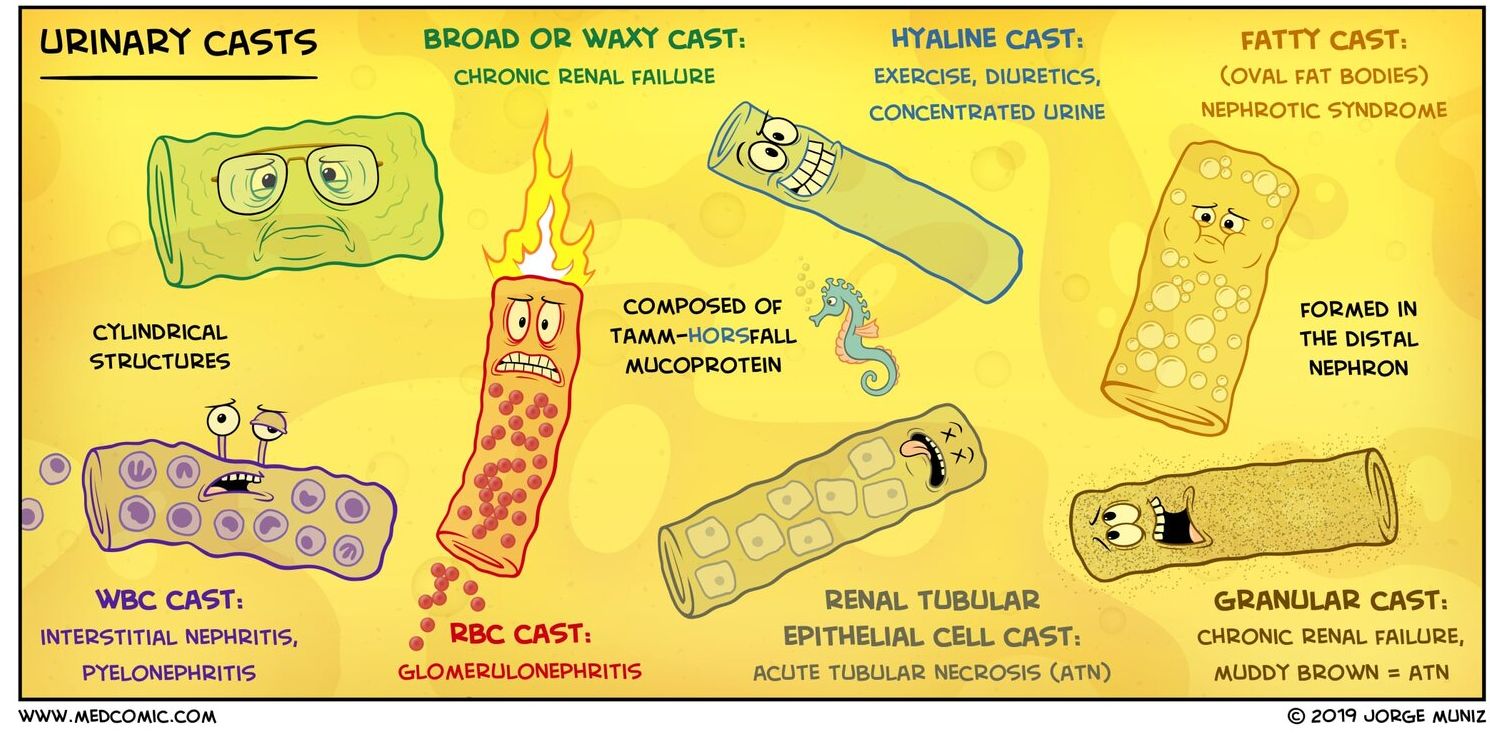 URINARY CASTS
BROAD OR WAXY CAST:
CHRONIC RENAL FAILURE
HYALINE CAST:
EXERCISE, DIURETICS,
CONCENTRATED URINE
FATTY CAST:
(OVAL FAT BODIES)
NEPHROTIC SYNDROME
CYLINDRICAL
STRUCTURES
COMPOSED OF
TAMM-HORSFALL
MUCOPROTEIN
FORMED IN
THE DISTAL
NEPHRON
WBC CAST:
INTERSTITIAL NEPHRITIS,
PYELONEPHRITIS
RBC CAST:
GLOMERULONEPHRITIS
RENAL TUBULAR
EPITHELIAL CELL CAST:
ACUTE TUBULAR NECROSIS (ATN)
GRANULAR CAST:
CHRONIC RENAL FAILURE,
MUDDY BROWN = ATN
WWW.MEDCOMIC.COM
© 2019 JORGE MUNIZ